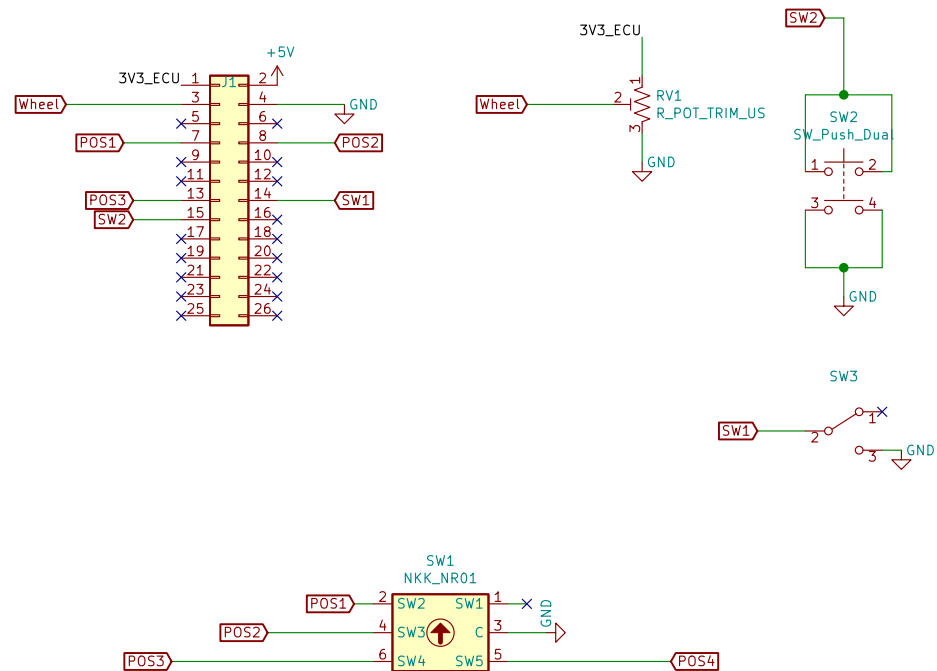 SW2
3V3_ECU
+5V
3V3_ECU 1 J1 2
Wheel 3 4 GND
5 6
POS1 7 8 POS2
9 10
11 12
POS3 13 14 SW1
SW2 15 16
17 18
19 20
21 22
23 24
25 26
1
Wheel 2 RV1
R_POT_TRIM_US
3
GND
SW2
SW_Push_Dual
1 2
3 4
GND
SW3
1
SW1 2
3 GND
SW1
NKK_NR01
POS1 2 SW2 SW1 1
GND
POS2 4 SW3 C 3
POS3 6 SW4 SW5 5 POS4